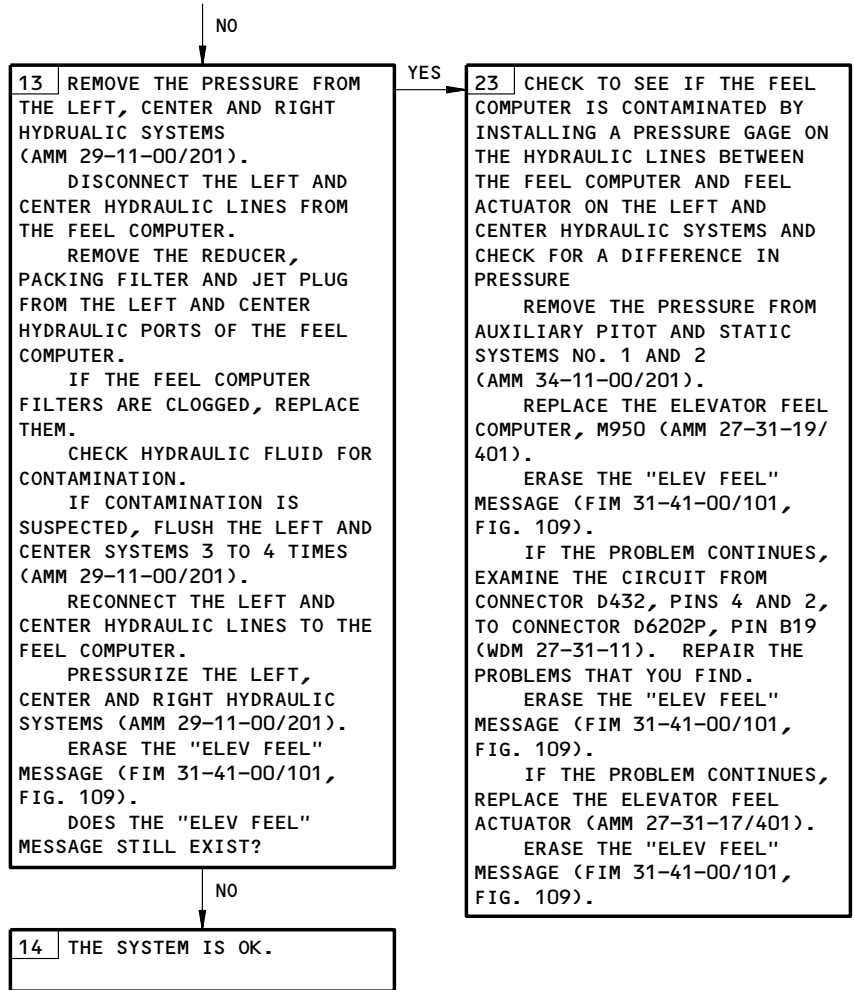 NO
13 REMOVE THE PRESSURE FROM
THE LEFT, CENTER AND RIGHT
HYDRUALIC SYSTEMS
(AMM 29-11-00/201).
DISCONNECT THE LEFT AND
CENTER HYDRAULIC LINES FROM
THE FEEL COMPUTER.
REMOVE THE REDUCER,
PACKING FILTER AND JET PLUG
FROM THE LEFT AND CENTER
HYDRAULIC PORTS OF THE FEEL
COMPUTER.
IF THE FEEL COMPUTER
FILTERS ARE CLOGGED, REPLACE
THEM.
CHECK HYDRAULIC FLUID FOR
CONTAMINATION.
IF CONTAMINATION IS
SUSPECTED, FLUSH THE LEFT AND
CENTER SYSTEMS 3 TO 4 TIMES
(AMM 29-11-00/201).
RECONNECT THE LEFT AND
CENTER HYDRAULIC LINES TO THE
FEEL COMPUTER.
PRESSURIZE THE LEFT,
CENTER AND RIGHT HYDRAULIC
SYSTEMS (AMM 29-11-00/201).
ERASE THE "ELEV FEEL"
MESSAGE (FIM 31-41-00/101,
FIG. 109).
DOES THE "ELEV FEEL"
MESSAGE STILL EXIST?
YES
23 CHECK TO SEE IF THE FEEL
COMPUTER IS CONTAMINATED BY
INSTALLING A PRESSURE GAGE ON
THE HYDRAULIC LINES BETWEEN
THE FEEL COMPUTER AND FEEL
ACTUATOR ON THE LEFT AND
CENTER HYDRAULIC SYSTEMS AND
CHECK FOR A DIFFERENCE IN
PRESSURE
REMOVE THE PRESSURE FROM
AUXILIARY PITOT AND STATIC
SYSTEMS NO. 1 AND 2
(AMM 34-11-00/201).
REPLACE THE ELEVATOR FEEL
COMPUTER, M950 (AMM 27-31-19/
401).
ERASE THE "ELEV FEEL"
MESSAGE (FIM 31-41-00/101,
FIG. 109).
IF THE PROBLEM CONTINUES,
EXAMINE THE CIRCUIT FROM
CONNECTOR D432, PINS 4 AND 2,
TO CONNECTOR D6202P, PIN B19
(WDM 27-31-11). REPAIR THE
PROBLEMS THAT YOU FIND.
ERASE THE "ELEV FEEL"
MESSAGE (FIM 31-41-00/101,
FIG. 109).
IF THE PROBLEM CONTINUES,
REPLACE THE ELEVATOR FEEL
ACTUATOR (AMM 27-31-17/401).
ERASE THE "ELEV FEEL"
MESSAGE (FIM 31-41-00/101,
FIG. 109).
NO
14 THE SYSTEM IS OK.